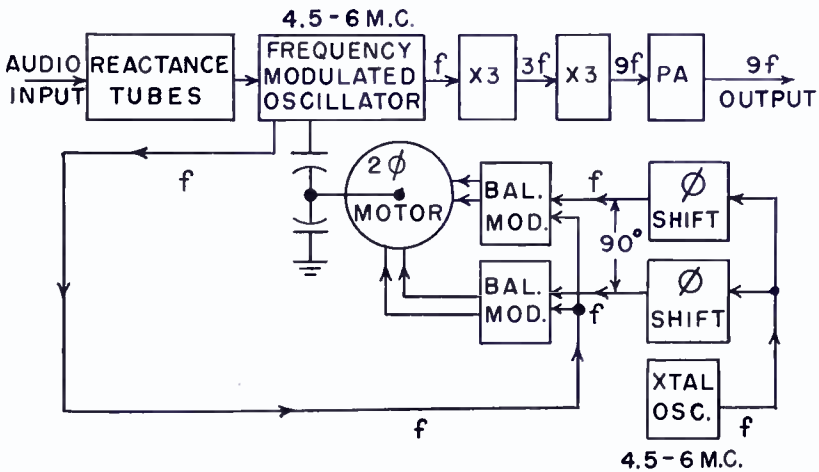 4.5-6 M.C.
AUDIO
INPUT
REACTANCE
TUBES
FREQUENCY
MODULATED
OSCILLATOR
f
X3
3f
X3
9f
PA
9f
OUTPUT
f
2Φ
MOTOR
BAL.
MOD.
f
Φ
SHIFT
90°
BAL.
MOD.
f
Φ
SHIFT
XTAL
OSC.
f
f
4.5-6 M.C.